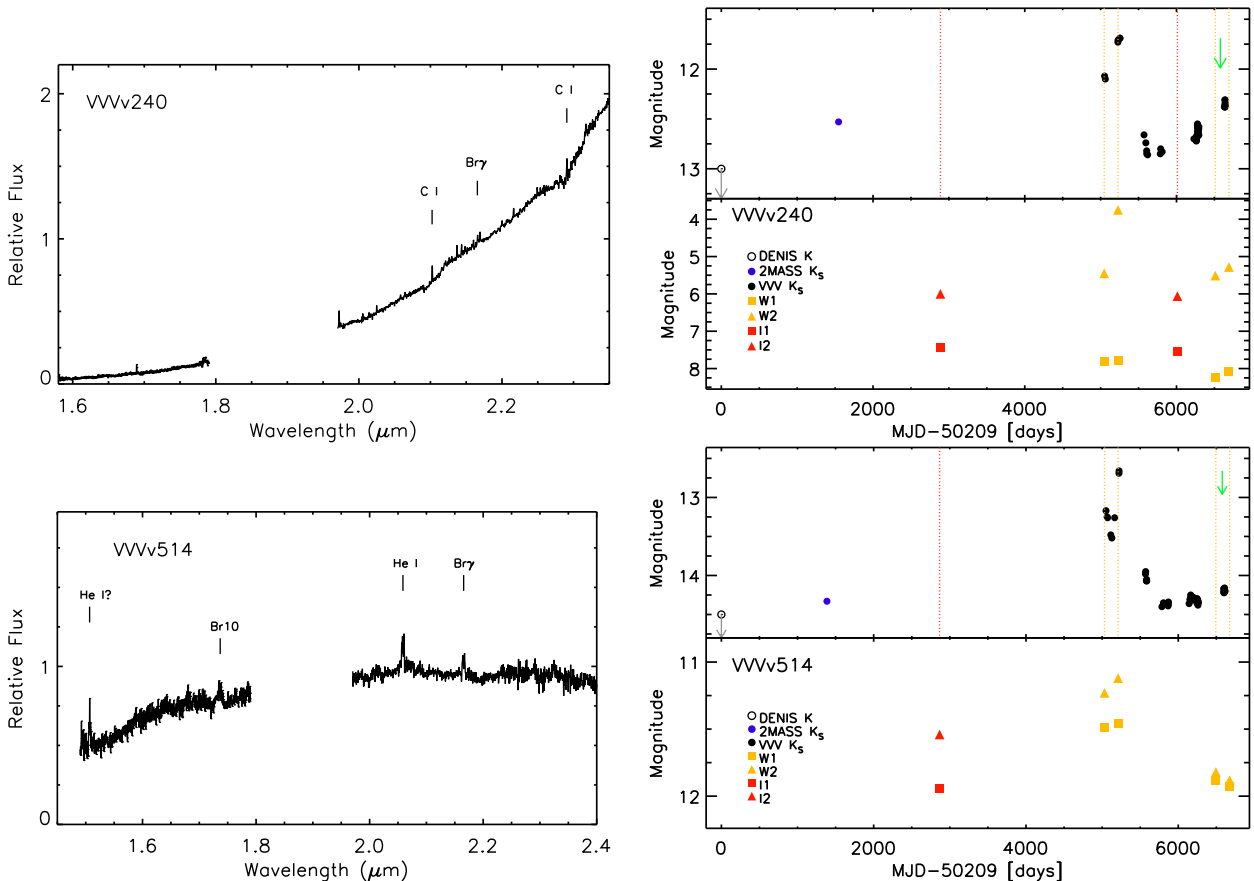 VVVv240
C I
Brγ
C I
Relative Flux
2
1
0
1.6 1.8 2.0 2.2
Wavelength (μm)
Magnitude
12
13
VVVv240
DENIS K
2MASS Ks
VVV Ks
W1
W2
I1
I2
Magnitude
4
5
6
7
8
0 2000 4000 6000
MJD-50209 [days]
VVVv514
He I?
Br10
He I
Brγ
Relative Flux
1
0
1.6 1.8 2.0 2.2 2.4
Wavelength (μm)
Magnitude
13
14
VVVv514
DENIS K
2MASS Ks
VVV Ks
W1
W2
I1
I2
Magnitude
11
12
0 2000 4000 6000
MJD-50209 [days]